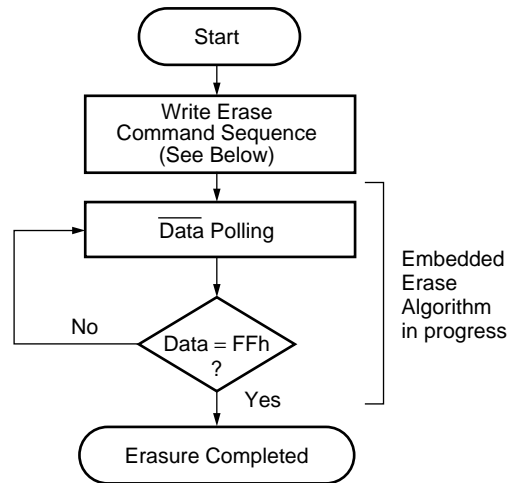 Start
Write Erase
Command Sequence
(See Below)
Data Polling
Embedded
Erase
Algorithm
in progress
No
Data = FFh
?
Yes
Erasure Completed